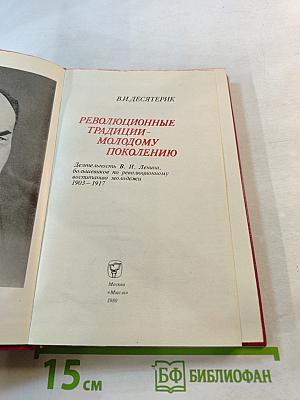 В.И.ДЕСЯТЕРИК
РЕВОЛЮЦИОННЫЕ
ТРАДИЦИИ-
МОЛОДОМУ
ПОКОЛЕНИЮ
Деятельность В. И. Ленина,
большевиков по революционному
воспитанию молодежи
1903—1917
Москва
«Мысль»
1980
15 см
БФ БИБЛИОФАН